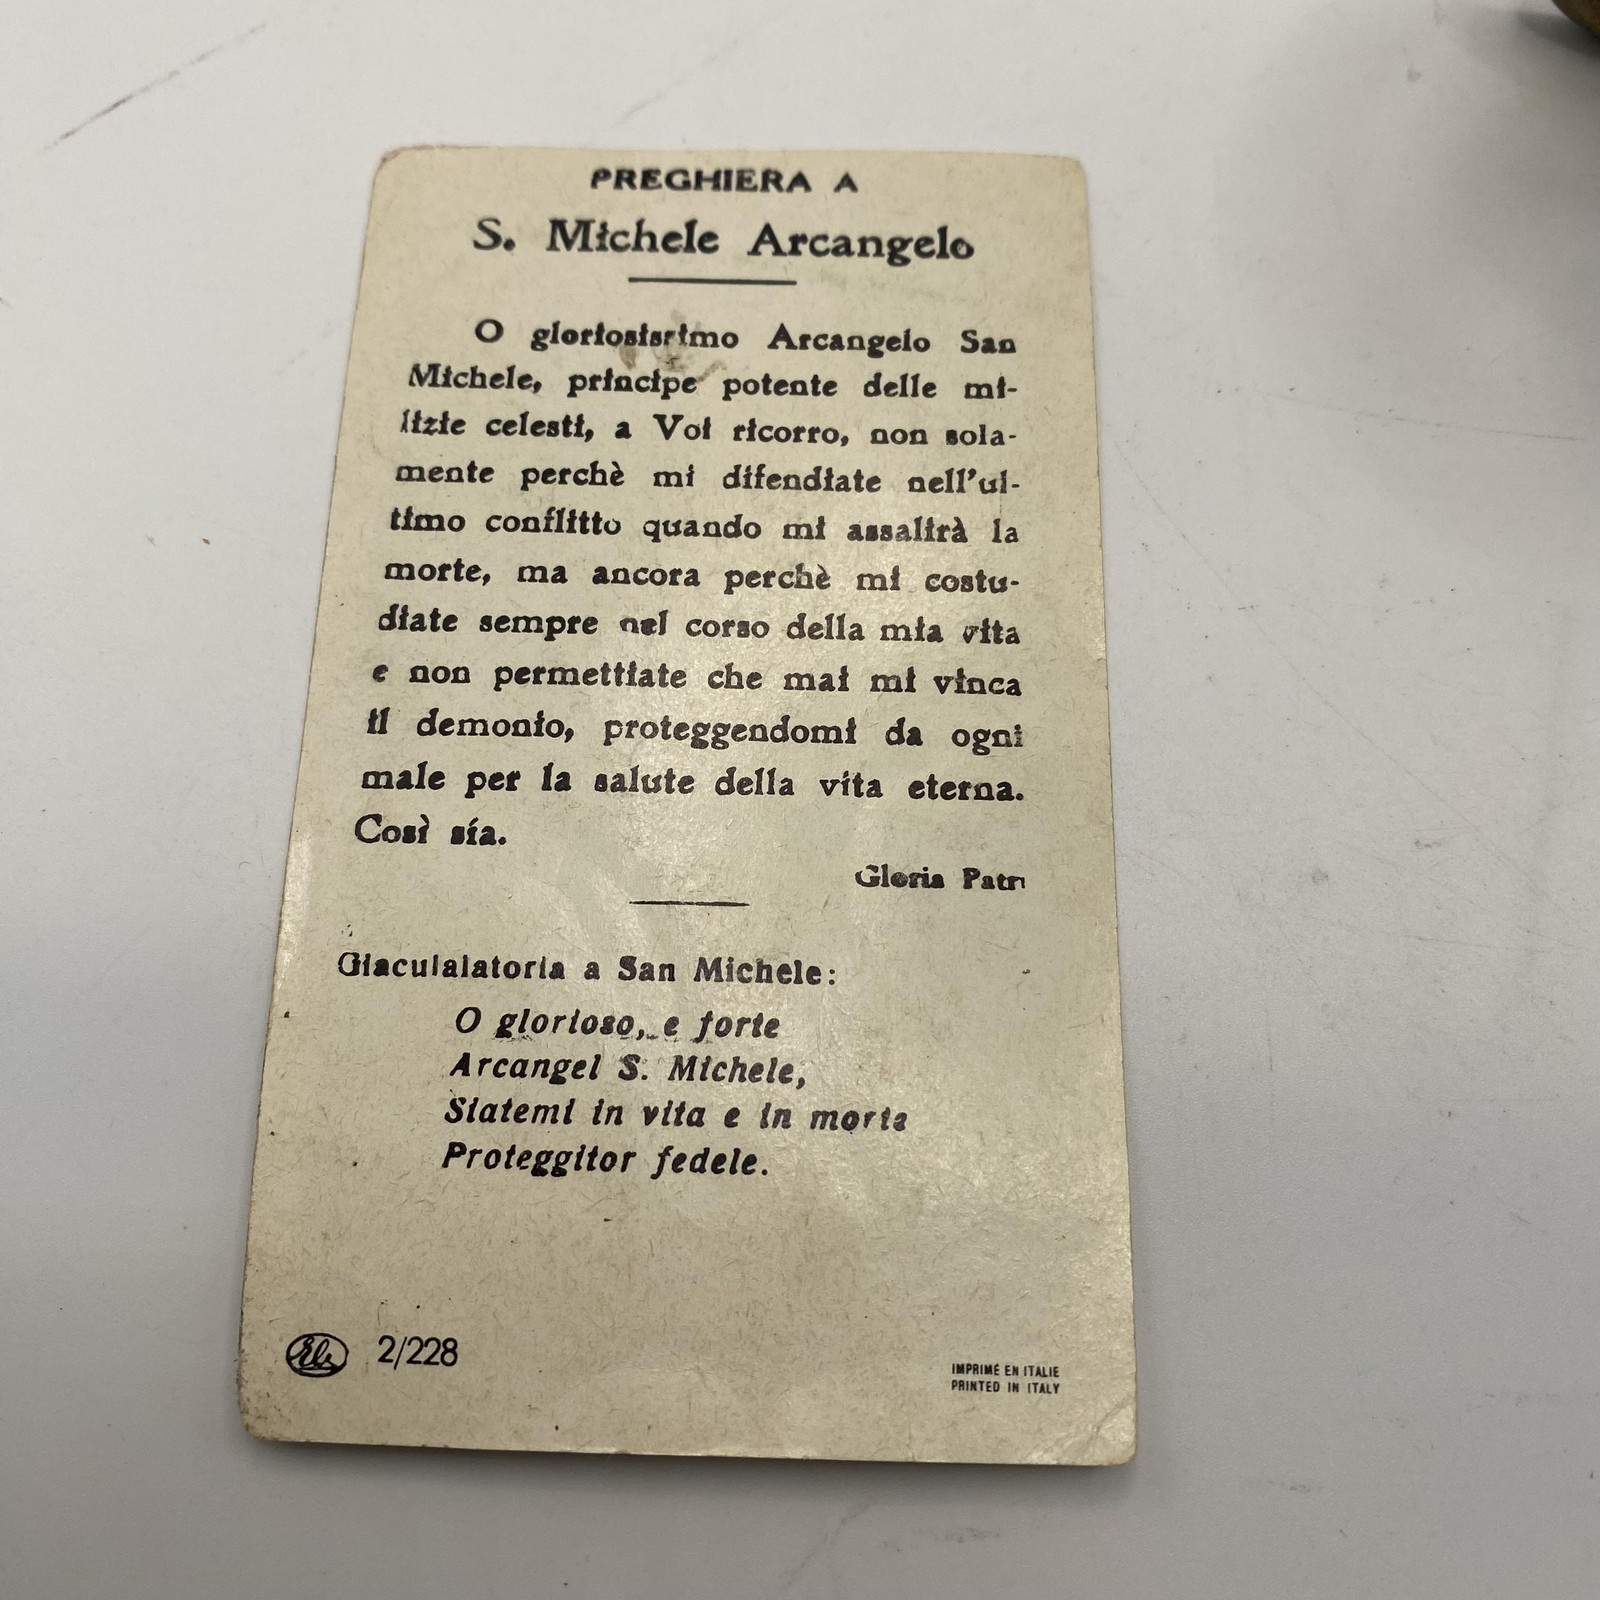 PREGHIERA A
S. Michele Arcangelo
O gloriosissimo Arcangelo San
Michele, principe potente delle mi-
lizie celesti, a Voi ricorro, non sola-
mente perchè mi difendiate nell'ul-
timo conflitto quando mi assalirà la
morte, ma ancora perchè mi costu-
diate sempre nel corso della mia vita
e non permettiate che mai mi vinca
il demonio, proteggendomi da ogni
male per la salute della vita eterna.
Così sía.
Gloria Patri
Giaculalatoria a San Michele:
O glorioso, e forte
Arcangel S. Michele,
Siatemi in vita e in morte
Proteggitor fedele.
2/228
IMPRIMÉ EN ITALIE
PRINTED IN ITALY